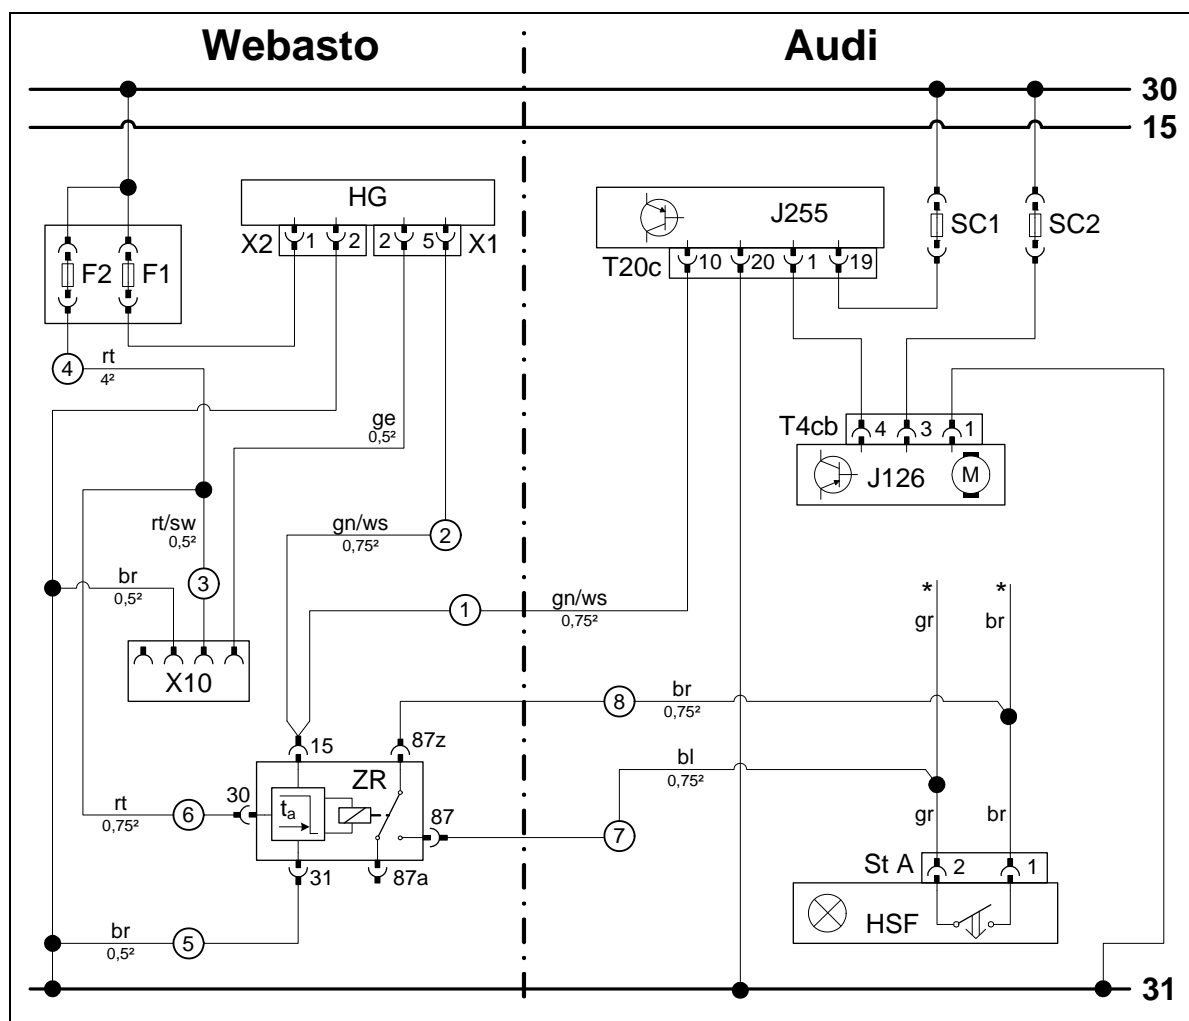 Webasto Audi
30
15
HG
J255
X2 1 2 2 5 X1
SC1 SC2
F2 F1
T20c 10 20 1 19
4 rt
4²
ge
0,5²
T4cb 4 3 1
J126 M
rt/sw
0,5²
gn/ws
0,75²
2
br
0,5²
3
1 gn/ws
0,75²
* *
gr br
X10
8 br
0,75²
15 87z
ZR
bl
0,75²
30 tₐ
rt
0,75²
6
87
7
gr br
31 87a
St A 2 1
HSF
br
0,5²
5
31